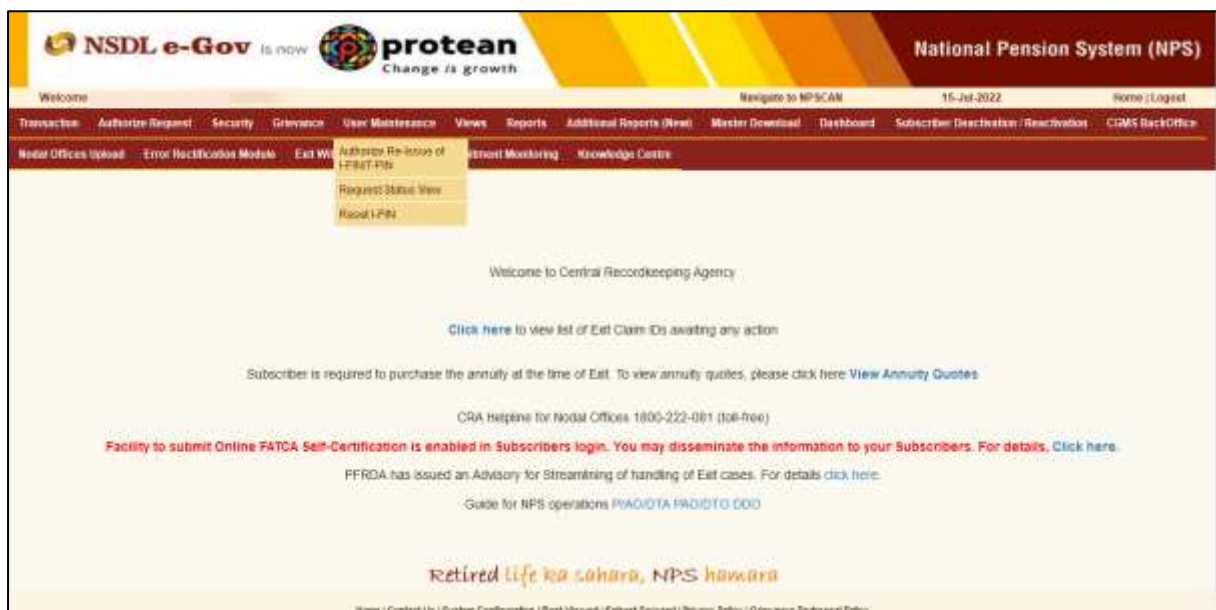 NSDL e-Gov is now protean
Change is growth
National Pension System (NPS)
Welcome Navigate to NPSCAN 15-Jul-2022 Home | Logout
Transaction Authorize Request Security Grievance User Maintenance Views Reports Additional Reports (New) Master Download Dashboard Subscriber Deactivation / Reactivation CGMS BackOffice
Nodal Offices Upload Error Rectification Module Exit Monitoring Knowledge Centre
Authorize Re-Issue of
I-PIN/T-PIN
Request Status View
Reset I-PIN
Welcome to Central Recordkeeping Agency
Click here to view list of Exit Claim IDs awaiting any action
Subscriber is required to purchase the annuity at the time of Exit. To view annuity quotes, please click here View Annuity Quotes
CRA Helpline for Nodal Offices 1800-222-081 (toll-free)
Facility to submit Online FATCA Self-Certification is enabled in Subscribers login. You may disseminate the information to your Subscribers. For details, Click here.
PFRDA has issued an Advisory for Streamlining of handling of Exit cases. For details click here.
Guide for NPS operations PrAO/DTA PAO/DTO DDO
Retired life ka sahara, NPS hamara